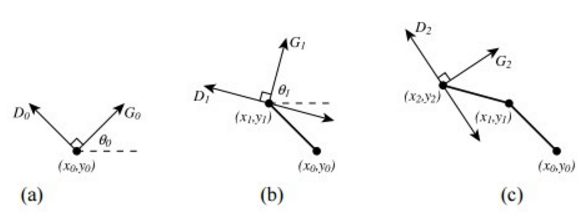 D0
G0
θ0
(x0,y0)
(a)
G1
D1
θ1
(x1,y1)
(x0,y0)
(b)
D2
G2
(x2,y2)
(x1,y1)
(x0,y0)
(c)